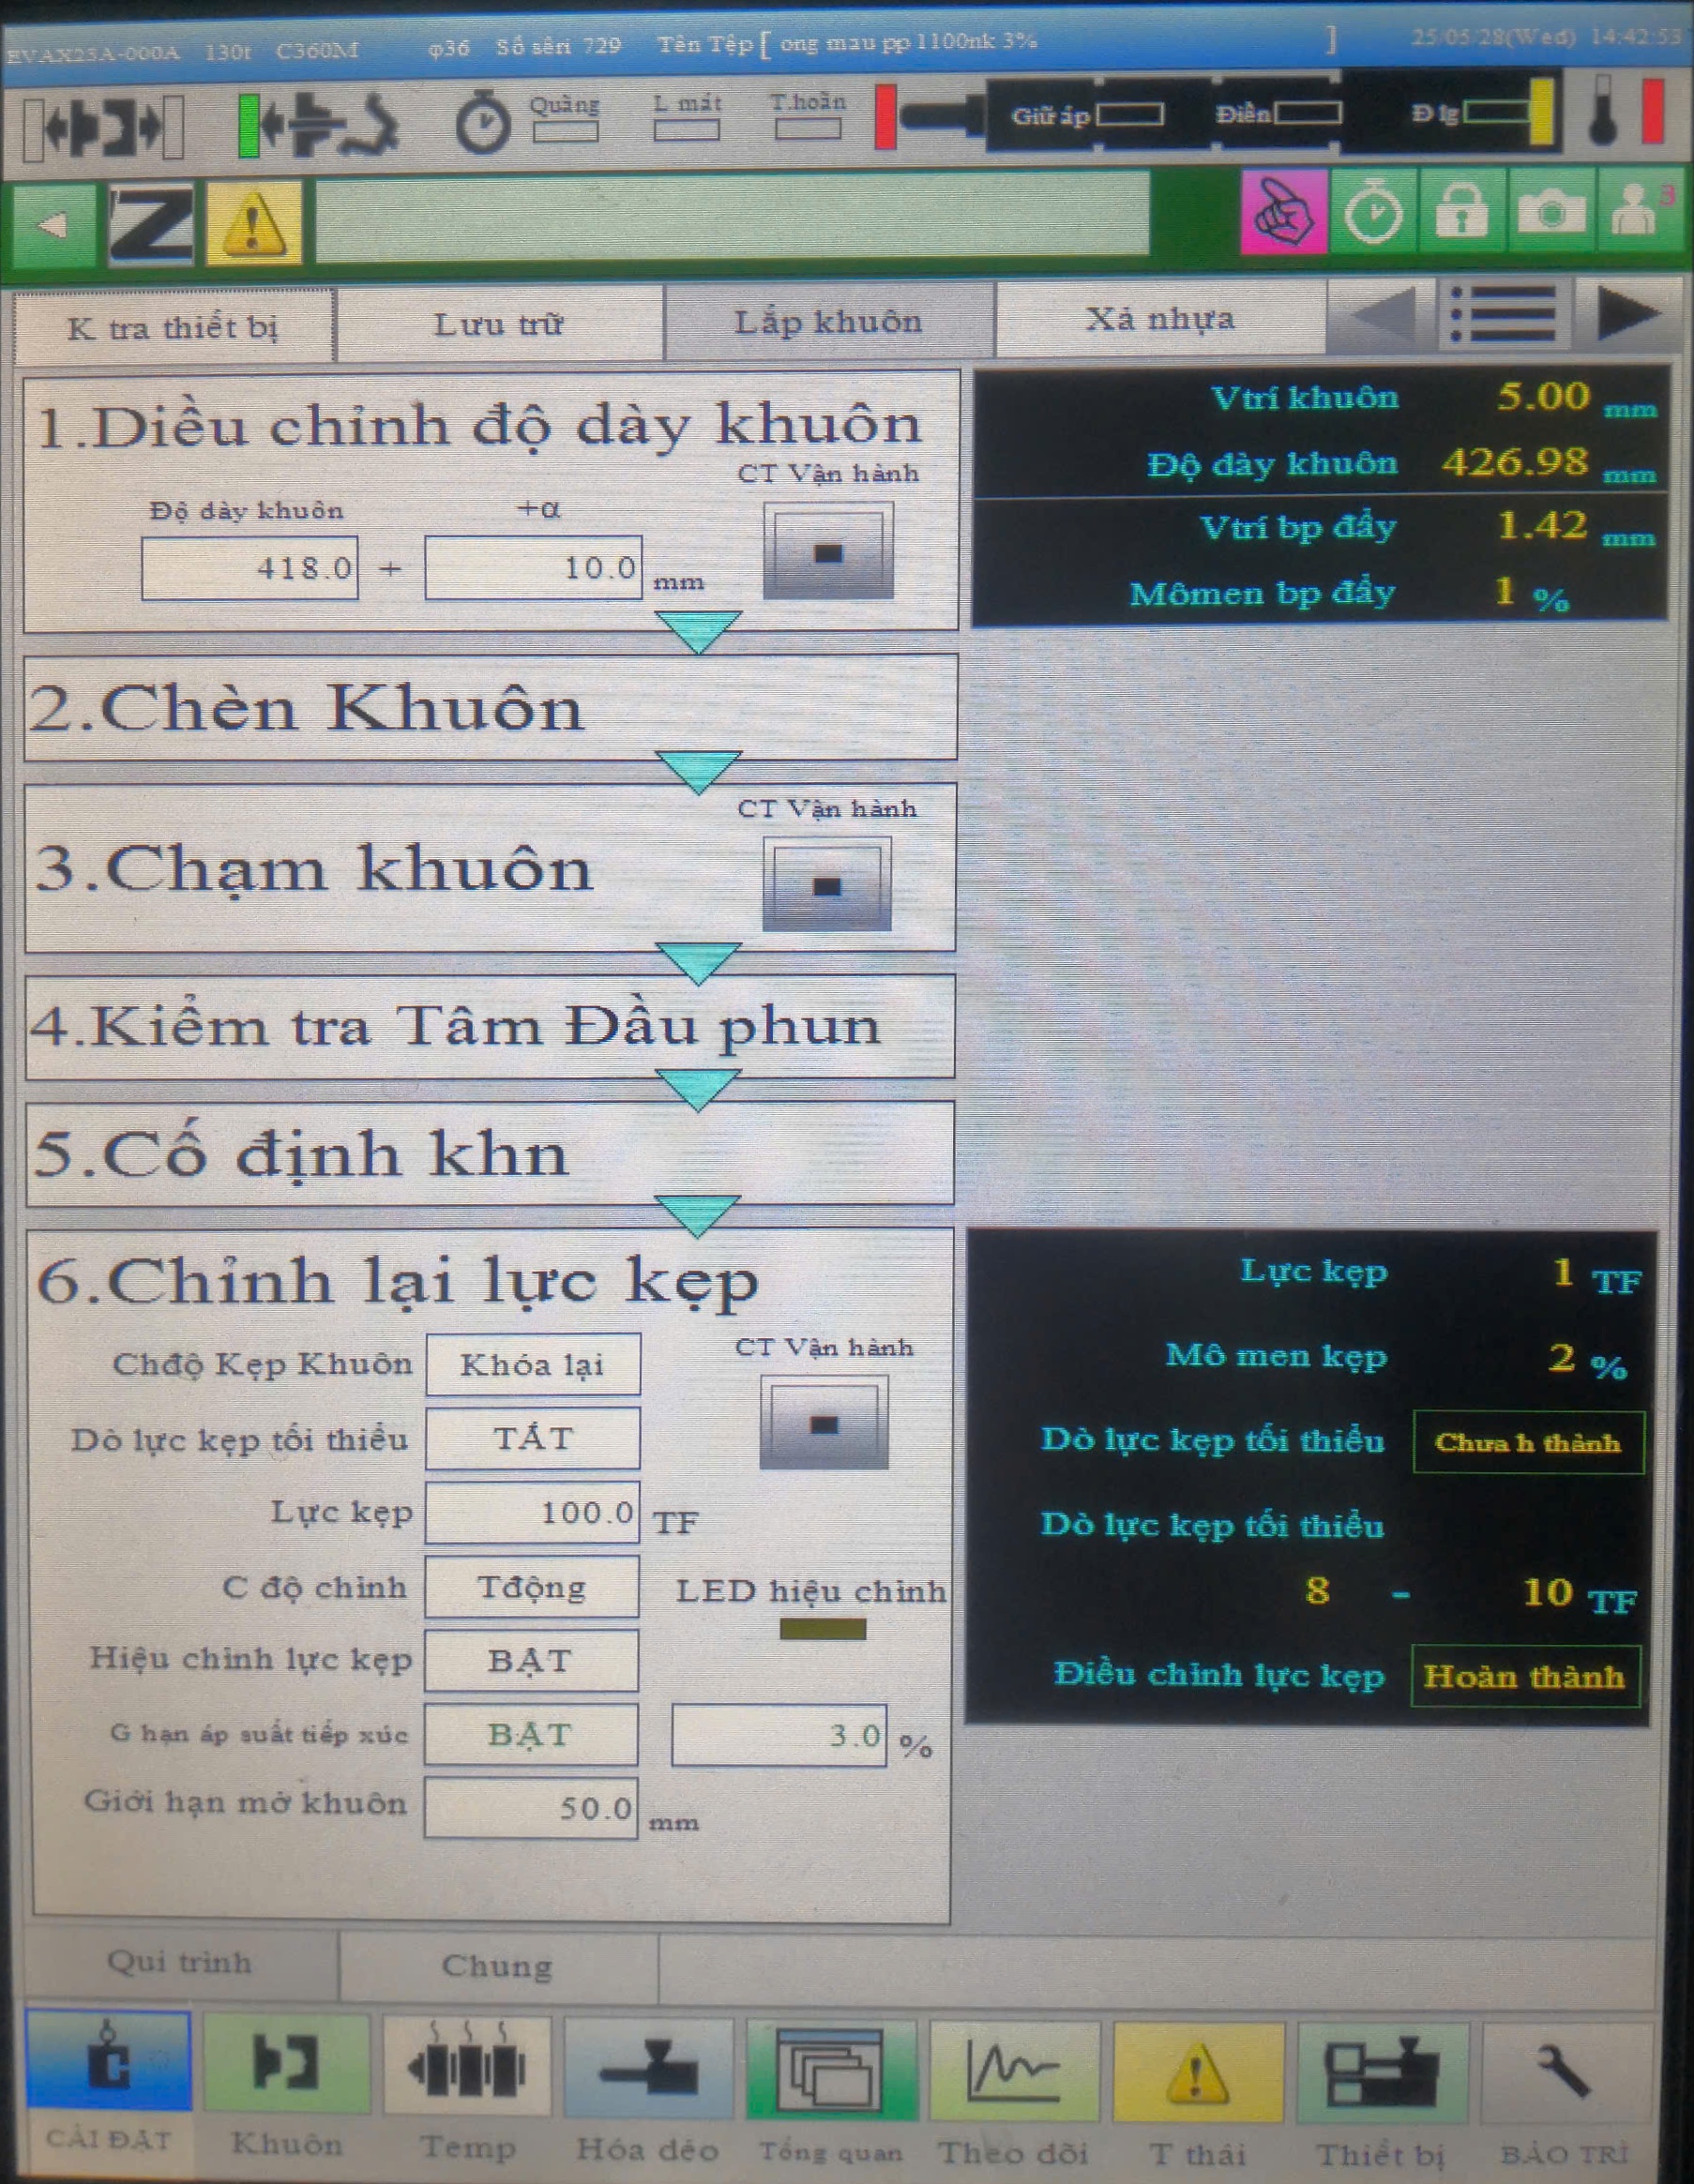 EVAX25A-000A 130t C360M φ36 Số sêri 729 Tên Tệp [ ong mau pp 1100nk 3% ] 25/05/28(Wed) 14:42:53
Quãng L mát T.hoãn Giữ áp Điền Đ lg
3
K tra thiết bị Lưu trữ Lắp khuôn Xả nhựa
1.Diều chỉnh độ dày khuôn
CT Vận hành
Độ dày khuôn +α
418.0 + 10.0 mm
Vtrí khuôn 5.00 mm
Độ dày khuôn 426.98 mm
Vtrí bp đẩy 1.42 mm
Mômen bp đẩy 1 %
2.Chèn Khuôn
3.Chạm khuôn
CT Vận hành
4.Kiểm tra Tâm Đầu phun
5.Cố định khn
6.Chỉnh lại lực kẹp
Chđộ Kẹp Khuôn Khóa lại CT Vận hành
Dò lực kẹp tối thiểu TẮT
Lực kẹp 100.0 TF
C độ chỉnh Tđộng LED hiệu chỉnh
Hiệu chỉnh lực kẹp BẬT
G hạn áp suất tiếp xúc BẬT 3.0 %
Giới hạn mở khuôn 50.0 mm
Lực kẹp 1 TF
Mô men kẹp 2 %
Dò lực kẹp tối thiểu Chưa h thành
Dò lực kẹp tối thiểu
8 - 10 TF
Điều chỉnh lực kẹp Hoàn thành
Qui trình Chung
CÀI ĐẶT Khuôn Temp Hóa dẻo Tổng quan Theo dõi T thái Thiết bị BẢO TRÌ